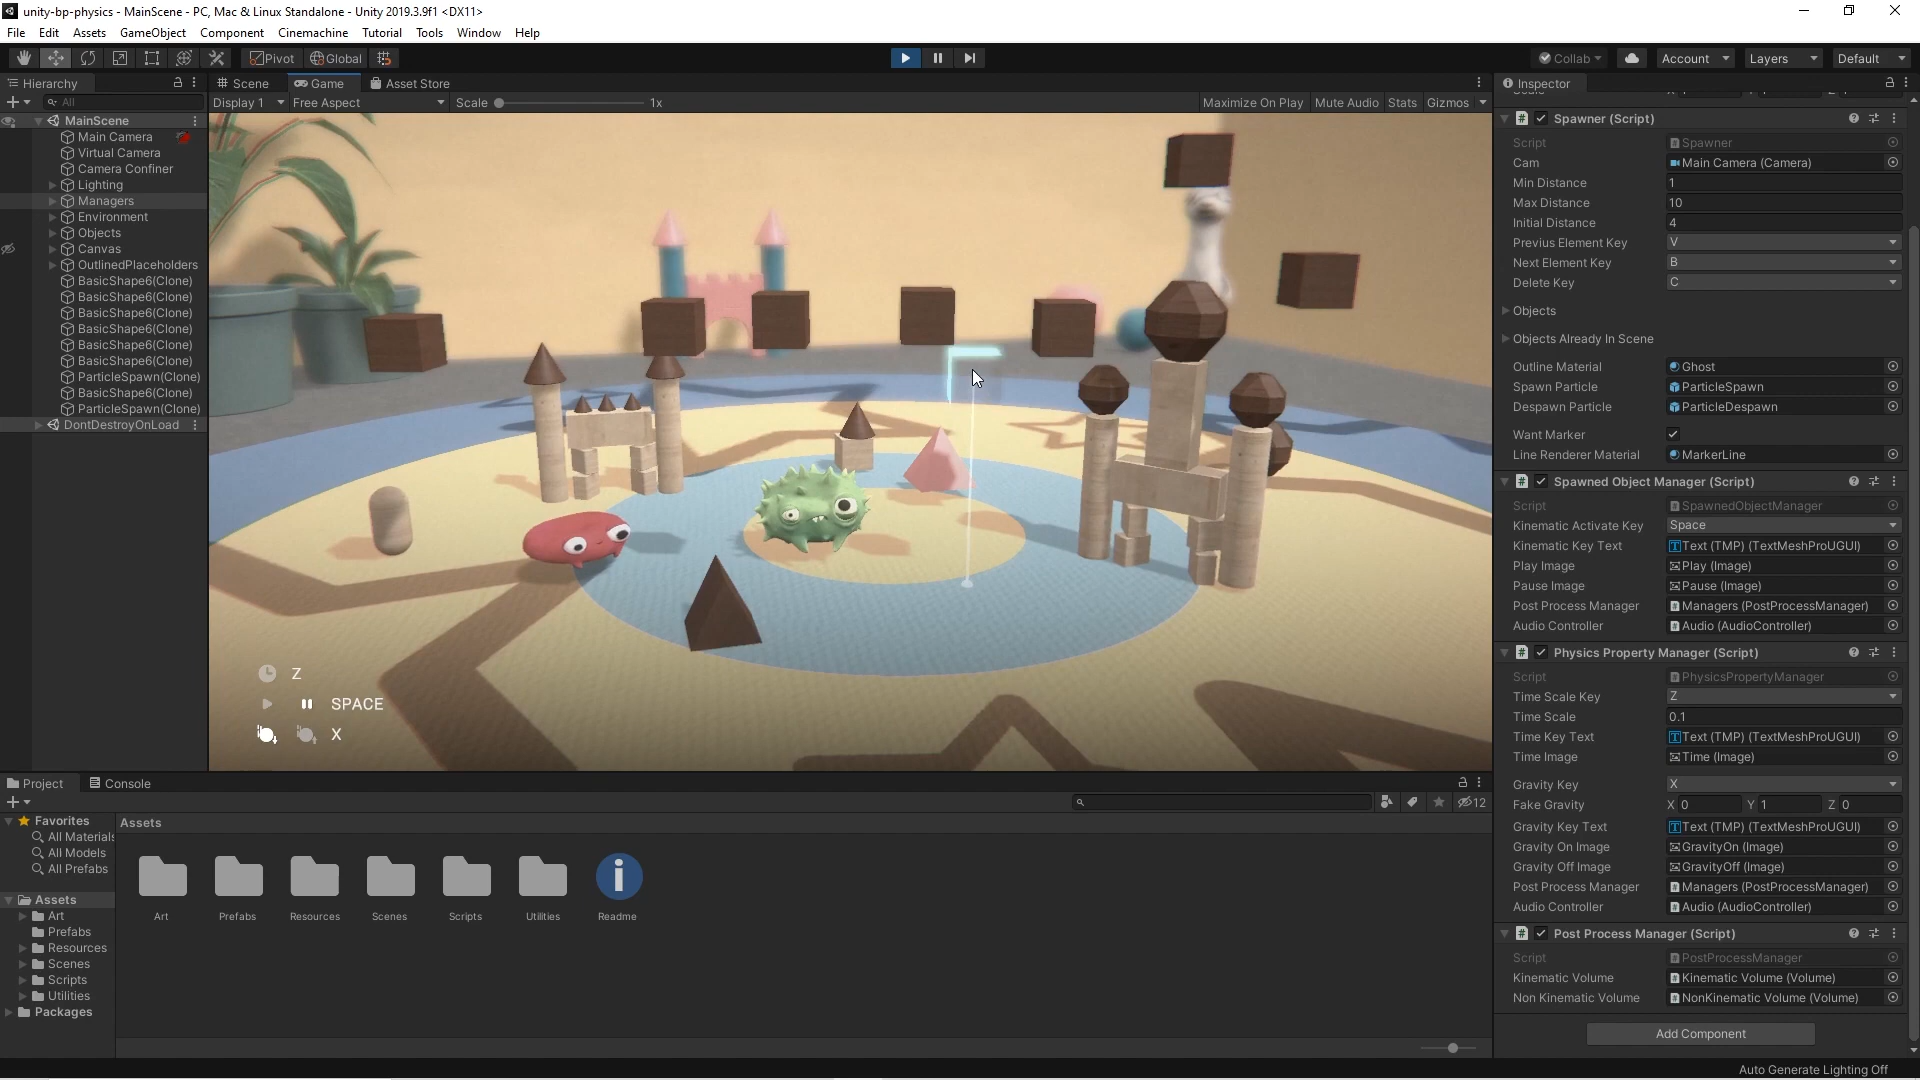 unity-bp-physics - MainScene - PC, Mac & Linux Standalone - Unity 2019.3.9f1 <DX11>
File Edit Assets GameObject Component Cinemachine Tutorial Tools Window Help
Pivot Global Collab Account Layers Default
Hierarchy
All
MainScene
Main Camera
Virtual Camera
Camera Confiner
Lighting
Managers
Environment
Objects
Canvas
OutlinedPlaceholders
BasicShape6(Clone)
BasicShape6(Clone)
BasicShape6(Clone)
BasicShape6(Clone)
BasicShape6(Clone)
BasicShape6(Clone)
ParticleSpawn(Clone)
BasicShape6(Clone)
ParticleSpawn(Clone)
DontDestroyOnLoad
Scene Game Asset Store
Display 1 Free Aspect Scale 1x Maximize On Play Mute Audio Stats Gizmos
Z
SPACE
X
Inspector
Spawner (Script)
Script Spawner
Cam Main Camera (Camera)
Min Distance 1
Max Distance 10
Initial Distance 4
Previus Element Key V
Next Element Key B
Delete Key C
Objects
Objects Already In Scene
Outline Material Ghost
Spawn Particle ParticleSpawn
Despawn Particle ParticleDespawn
Want Marker
Line Renderer Material MarkerLine
Spawned Object Manager (Script)
Script SpawnedObjectManager
Kinematic Activate Key Space
Kinematic Key Text Text (TMP) (TextMeshProUGUI)
Play Image Play (Image)
Pause Image Pause (Image)
Post Process Manager Managers (PostProcessManager)
Audio Controller Audio (AudioController)
Physics Property Manager (Script)
Script PhysicsPropertyManager
Time Scale Key Z
Time Scale 0.1
Time Key Text Text (TMP) (TextMeshProUGUI)
Time Image Time (Image)
Gravity Key X
Fake Gravity X 0 Y 1 Z 0
Gravity Key Text Text (TMP) (TextMeshProUGUI)
Gravity On Image GravityOn (Image)
Gravity Off Image GravityOff (Image)
Post Process Manager Managers (PostProcessManager)
Audio Controller Audio (AudioController)
Post Process Manager (Script)
Script PostProcessManager
Kinematic Volume Kinematic Volume (Volume)
Non Kinematic Volume NonKinematic Volume (Volume)
Add Component
Project Console
12
Favorites
All Materials
All Models
All Prefabs
Assets
Art
Prefabs
Resources
Scenes
Scripts
Utilities
Packages
Assets
Art Prefabs Resources Scenes Scripts Utilities Readme
Auto Generate Lighting Off